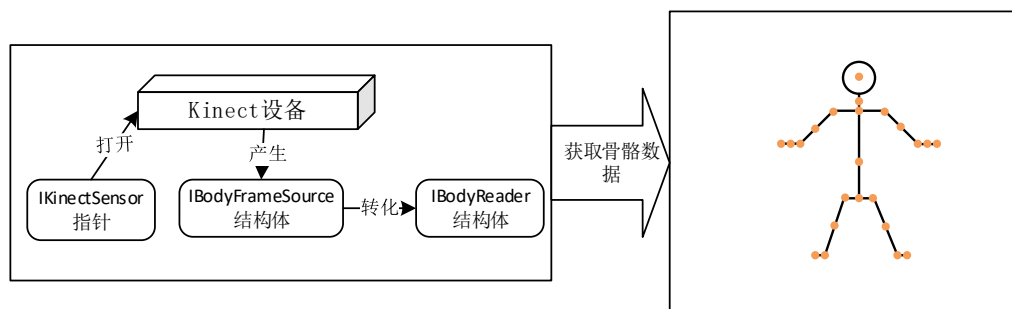 Kinect设备
打开
产生
IKinectSensor
指针
IBodyFrameSource
结构体
转化
IBodyReader
结构体
获取骨骼数
据